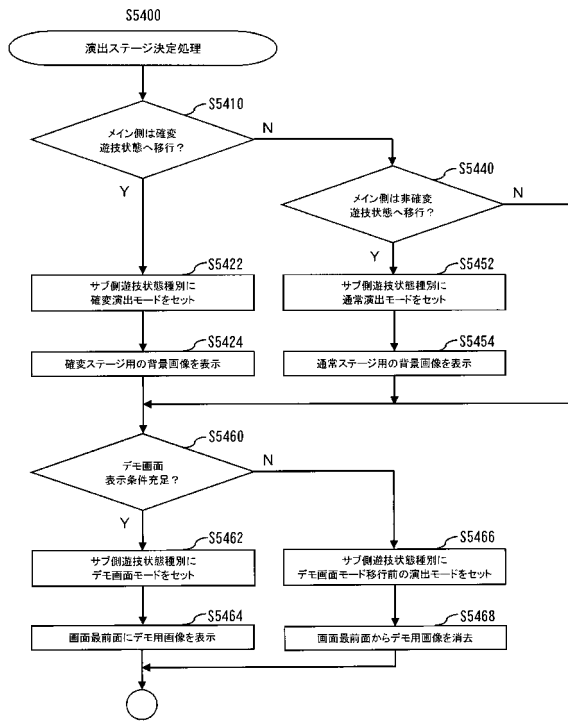 S5400
演出ステージ決定処理
S5410
メイン側は確変
遊技状態へ移行？
N
Y
S5440
メイン側は非確変
遊技状態へ移行？
N
Y
S5422
サブ側遊技状態種別に
確変演出モードをセット
S5452
サブ側遊技状態種別に
通常演出モードをセット
S5424
確変ステージ用の背景画像を表示
S5454
通常ステージ用の背景画像を表示
S5460
デモ画面
表示条件充足？
N
Y
S5462
サブ側遊技状態種別に
デモ画面モードをセット
S5466
サブ側遊技状態種別に
デモ画面モード移行前の演出モードをセット
S5464
画面最前面にデモ用画像を表示
S5468
画面最前面からデモ用画像を消去